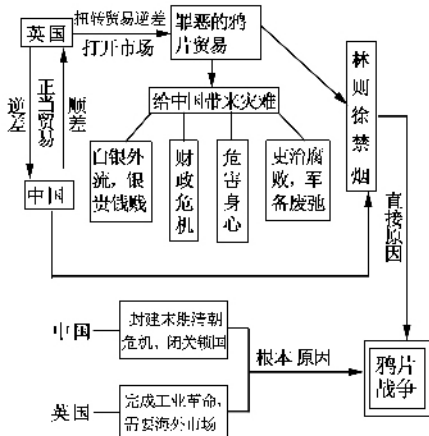 英国
扭转贸易逆差
打开市场
罪恶的鸦
片贸易
逆差
正当贸易
顺差
中国
给中国带来灾难
白银外
流，银
贵钱贱
财政危机
危害身心
吏治腐
败，军
备废弛
林则徐禁烟
直接原因
中国
封建末期清朝
危机，闭关锁国
英国
完成工业革命，
需要海外市场
根本原因
鸦片
战争